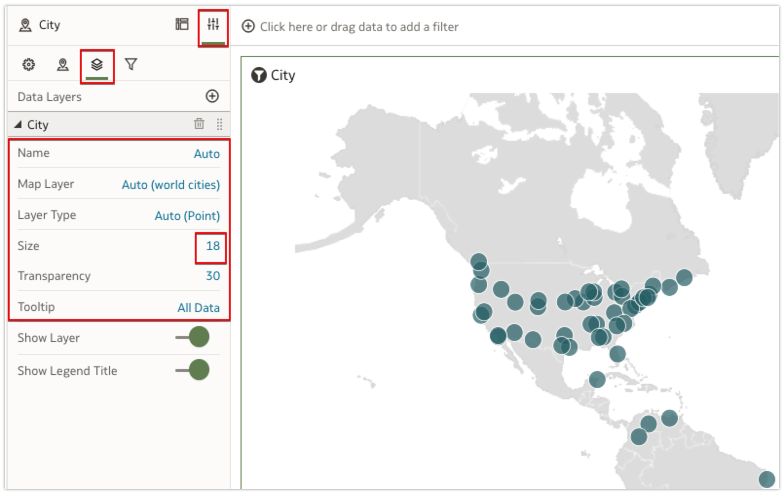 City
Click here or drag data to add a filter
Data Layers
City
Name Auto
Map Layer Auto (world cities)
Layer Type Auto (Point)
Size 18
Transparency 30
Tooltip All Data
Show Layer
Show Legend Title
City